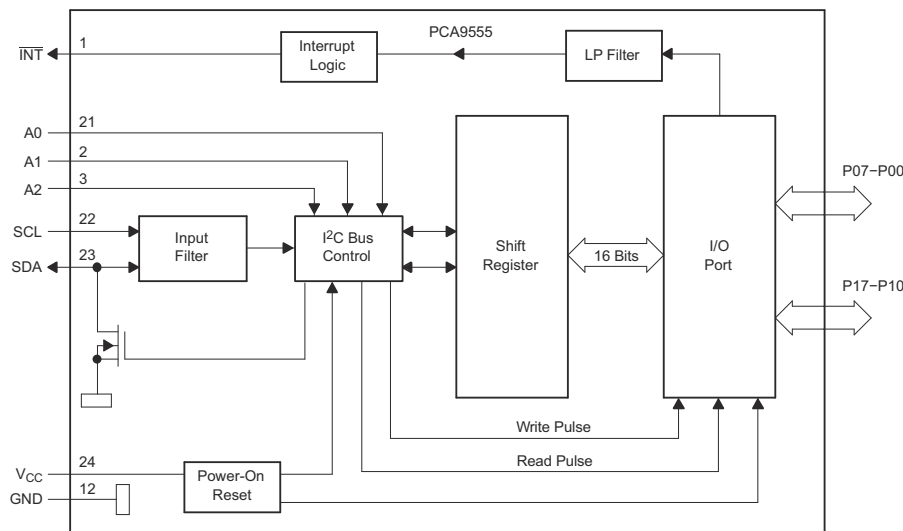 PCA9555
1
INT
Interrupt
Logic
LP Filter
21
A0
2
A1
3
A2
22
SCL
23
SDA
Input
Filter
I²C Bus
Control
Shift
Register
16 Bits
I/O
Port
P07–P00
P17–P10
Write Pulse
Read Pulse
24
VCC
12
GND
Power-On
Reset